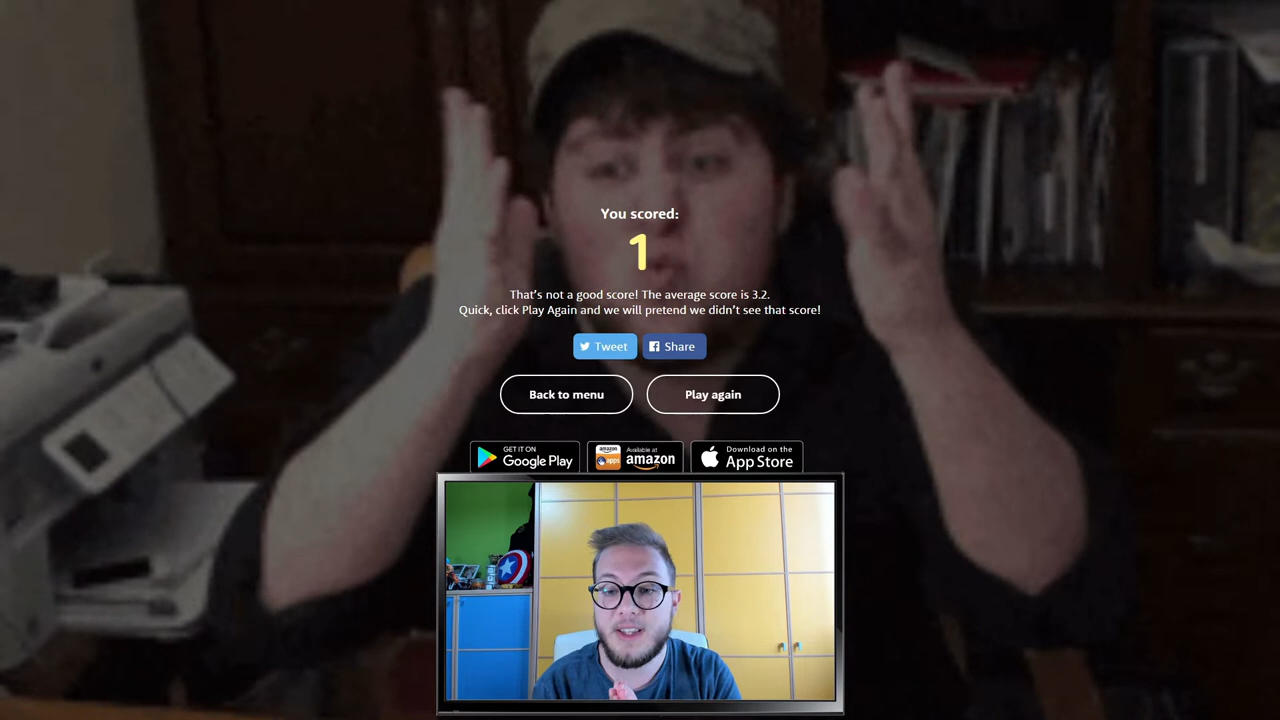 You scored:
1
That's not a good score! The average score is 3.2.
Quick, click Play Again and we will pretend we didn't see that score!
Tweet
Share
Back to menu
Play again
GET IT ON
Google Play
amazon
apps
Available at
amazon
Download on the
App Store